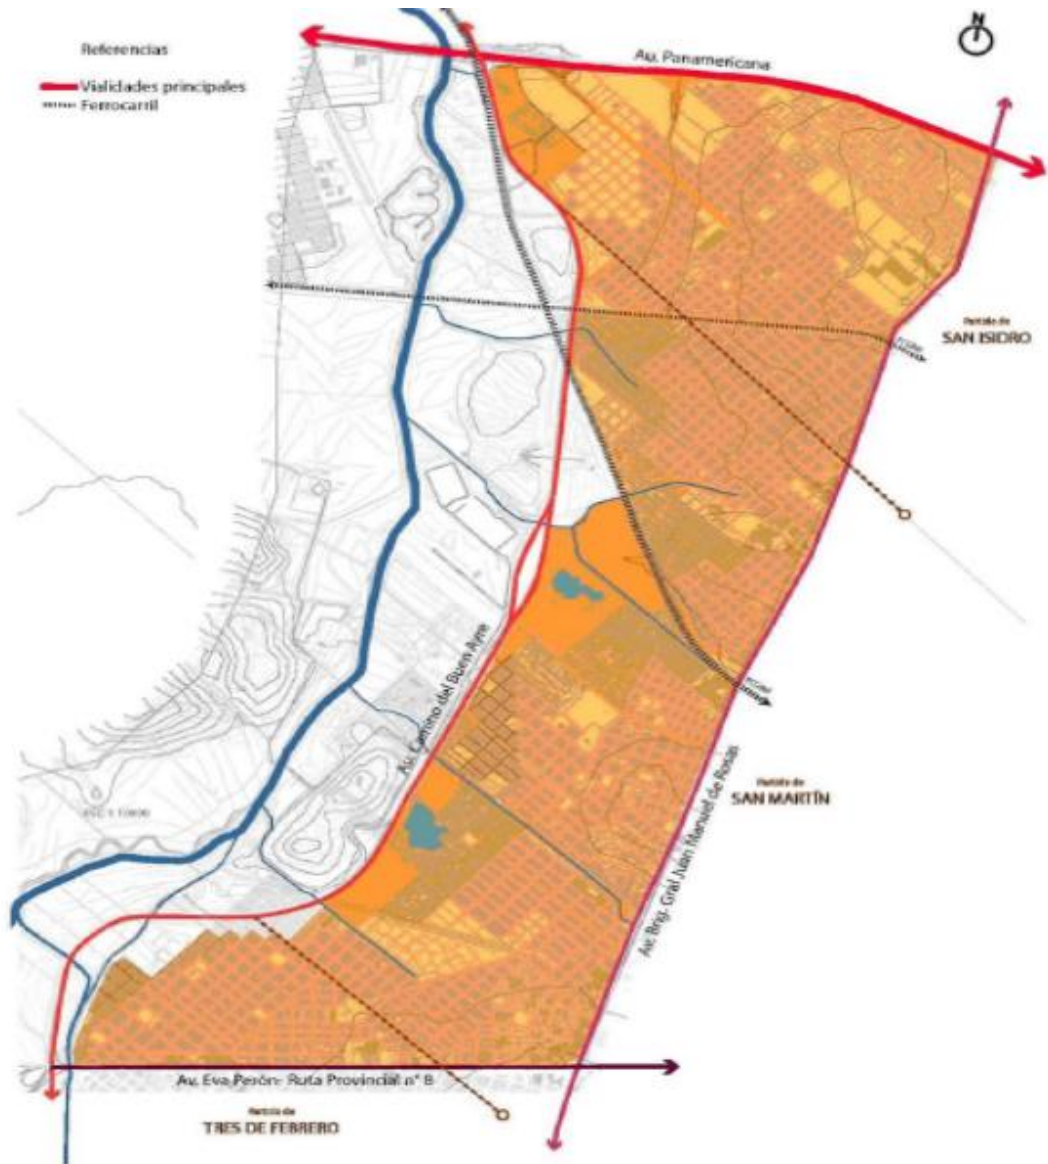 N
Referencias
Av. Panamericana
Vialidades principales
Ferrocarril
Partido de
SAN ISIDRO
Av. Camino del Buen Ayre
Av. Brig. Gral Juan Manuel de Rosas
Partido de
SAN MARTÍN
Av. Eva Perón- Ruta Provincial n° 8
Partido de
TRES DE FEBRERO